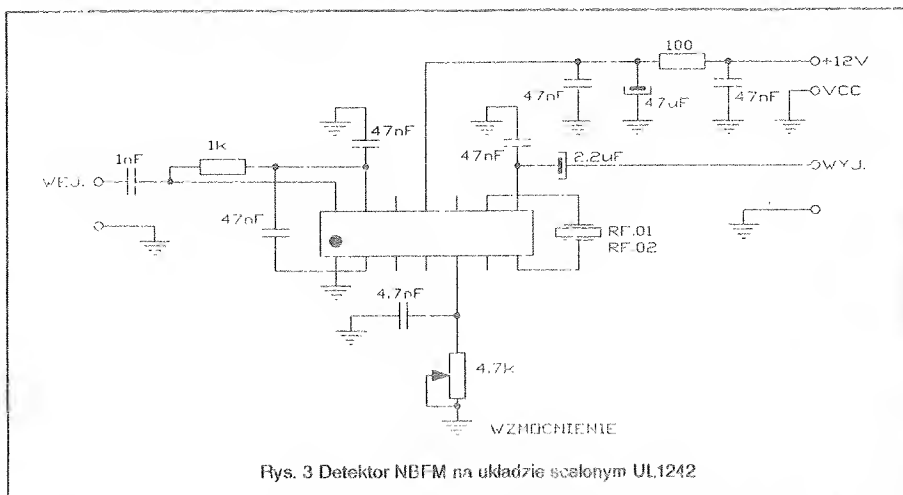 100
+12V
47nF
47uF
47nF
VCC
47nF
47nF
2.2uF
WYJ.
1k
1nF
WEJ.
47nF
RF.01
RF.02
4.7nF
4.7k
WZMOCNIENIE
Rys. 3 Detektor NBFM na układzie scalonym UL1242